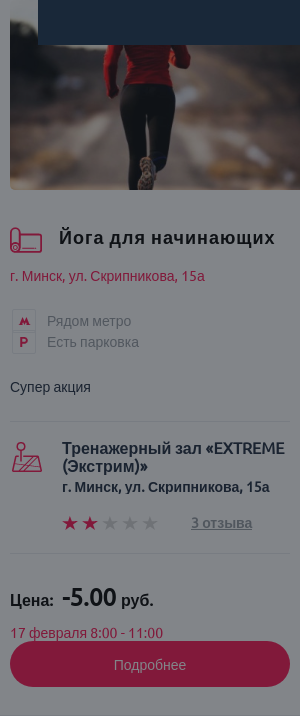 Йога для начинающих
г. Минск, ул. Скрипникова, 15а
М Рядом метро
P Есть парковка
Супер акция
Тренажерный зал «EXTREME
(Экстрим)»
г. Минск, ул. Скрипникова, 15а
3 отзыва
Цена: -5.00 руб.
17 февраля 8:00 - 11:00
Подробнее